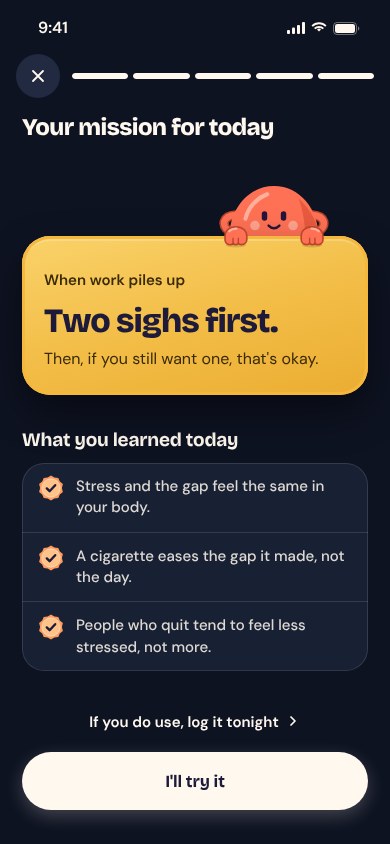 9:41
Your mission for today
When work piles up
Two sighs first.
Then, if you still want one, that's okay.
What you learned today
Stress and the gap feel the same in
your body.
A cigarette eases the gap it made, not
the day.
People who quit tend to feel less
stressed, not more.
If you do use, log it tonight
I'll try it